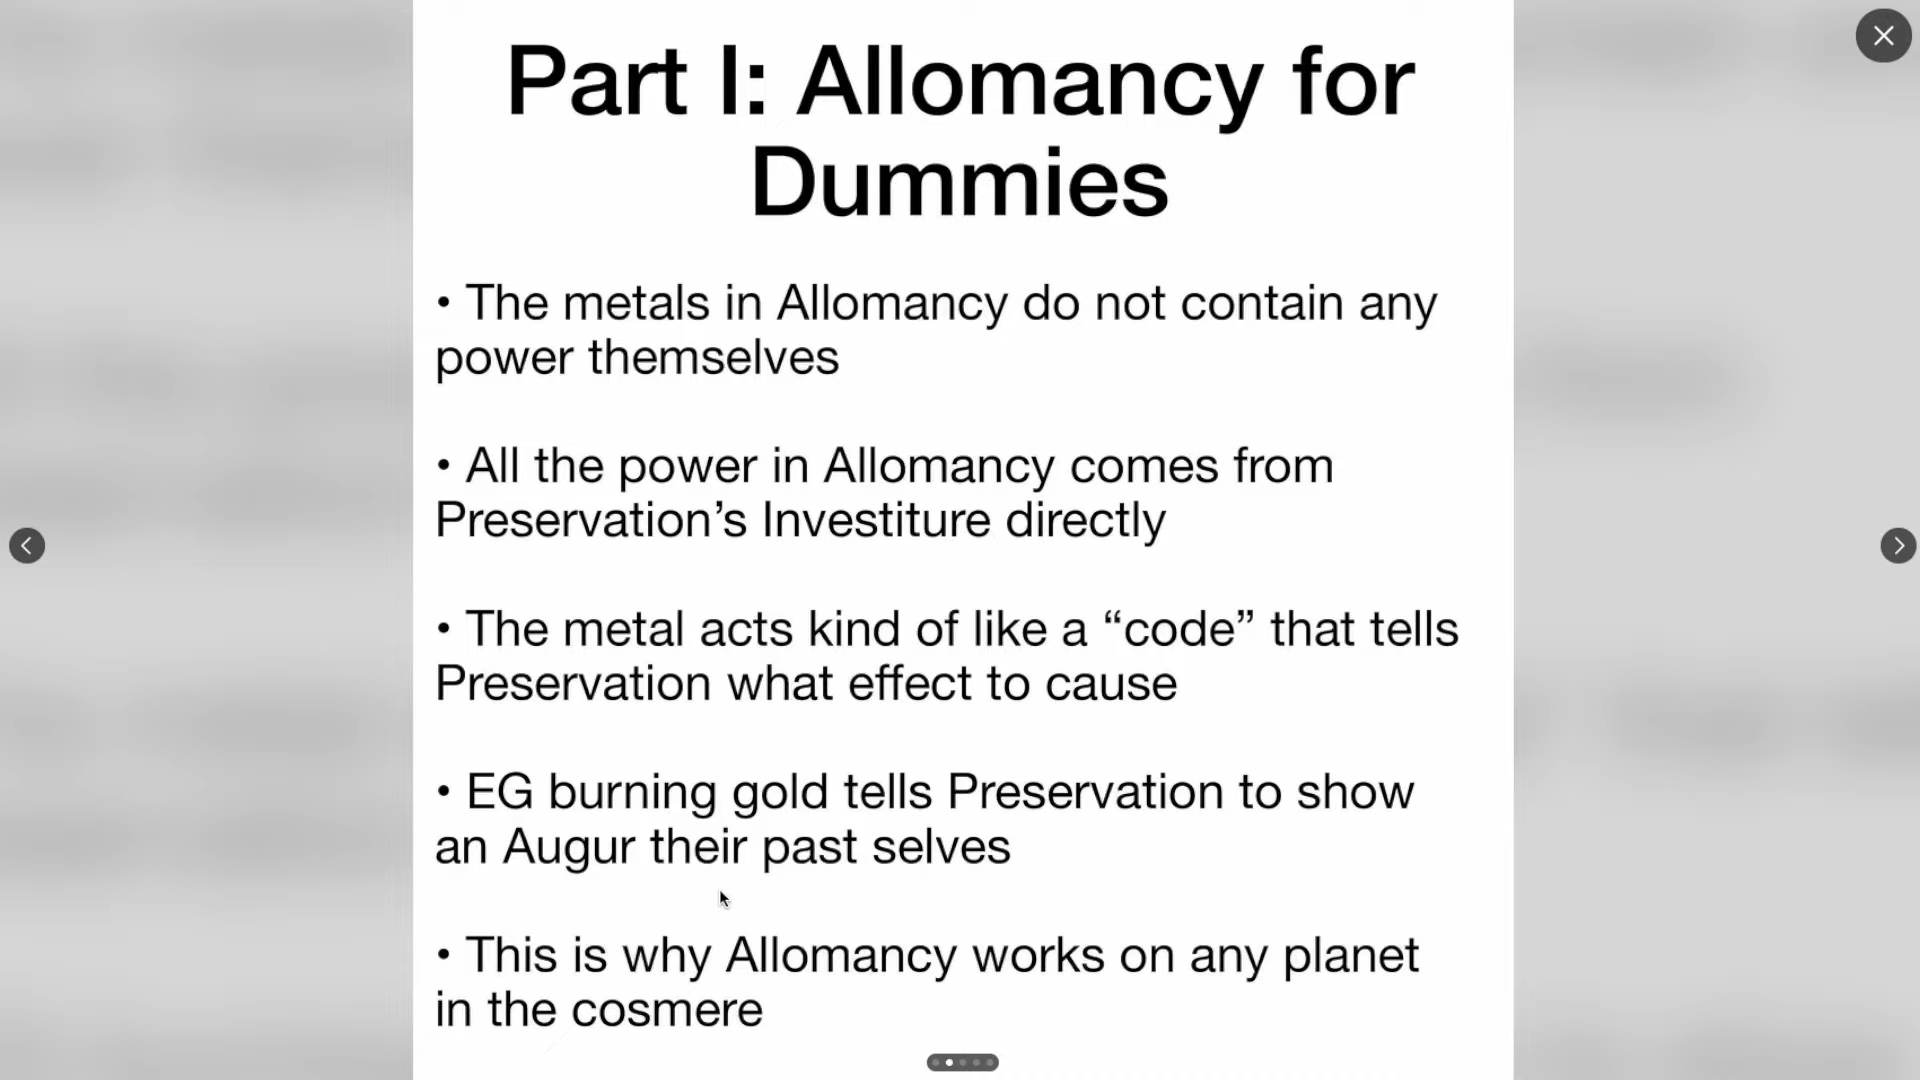 Part I: Allomancy for
Dummies
• The metals in Allomancy do not contain any
power themselves
• All the power in Allomancy comes from
Preservation’s Investiture directly
• The metal acts kind of like a “code” that tells
Preservation what effect to cause
• EG burning gold tells Preservation to show
an Augur their past selves
• This is why Allomancy works on any planet
in the cosmere